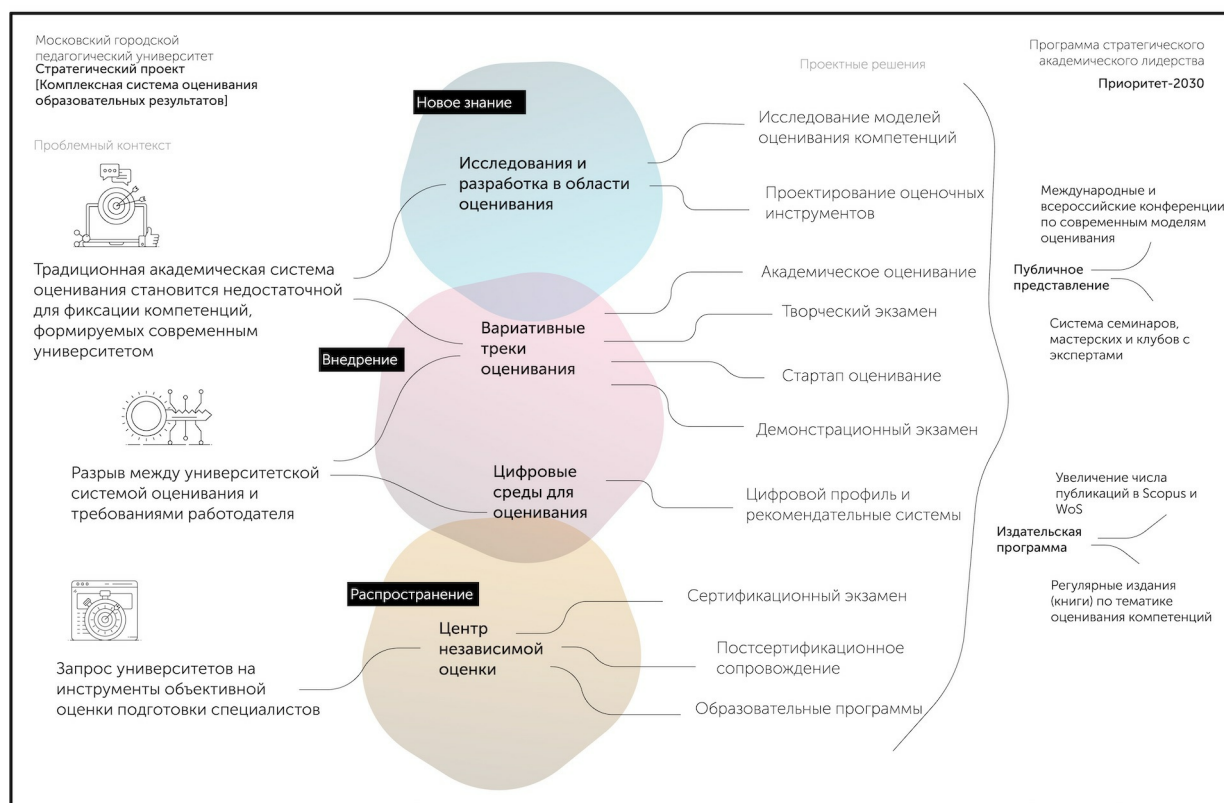 Московский городской
педагогический университет
Стратегический проект
[Комплексная система оценивания
образовательных результатов]
Проблемный контекст
Традиционная академическая система
оценивания становится недостаточной
для фиксации компетенций,
формируемых современным
университетом
Разрыв между университетской
системой оценивания и
требованиями работодателя
Запрос университетов на
инструменты объективной
оценки подготовки специалистов
Новое знание
Исследования и
разработка в области
оценивания
Внедрение
Вариативные
треки
оценивания
Цифровые
среды для
оценивания
Распространение
Центр
независимой
оценки
Проектные решения
Исследование моделей
оценивания компетенций
Проектирование оценочных
инструментов
Академическое оценивание
Творческий экзамен
Стартап оценивание
Демонстрационный экзамен
Цифровой профиль и
рекомендательные системы
Сертификационный экзамен
Постсертификационное
сопровождение
Образовательные программы
Программа стратегического
академического лидерства
Приоритет-2030
Международные и
всероссийские конференции
по современным моделям
оценивания
Публичное
представление
Система семинаров,
мастерских и клубов с
экспертами
Увеличение числа
публикаций в Scopus и
WoS
Издательская
программа
Регулярные издания
(книги) по тематике
оценивания компетенций